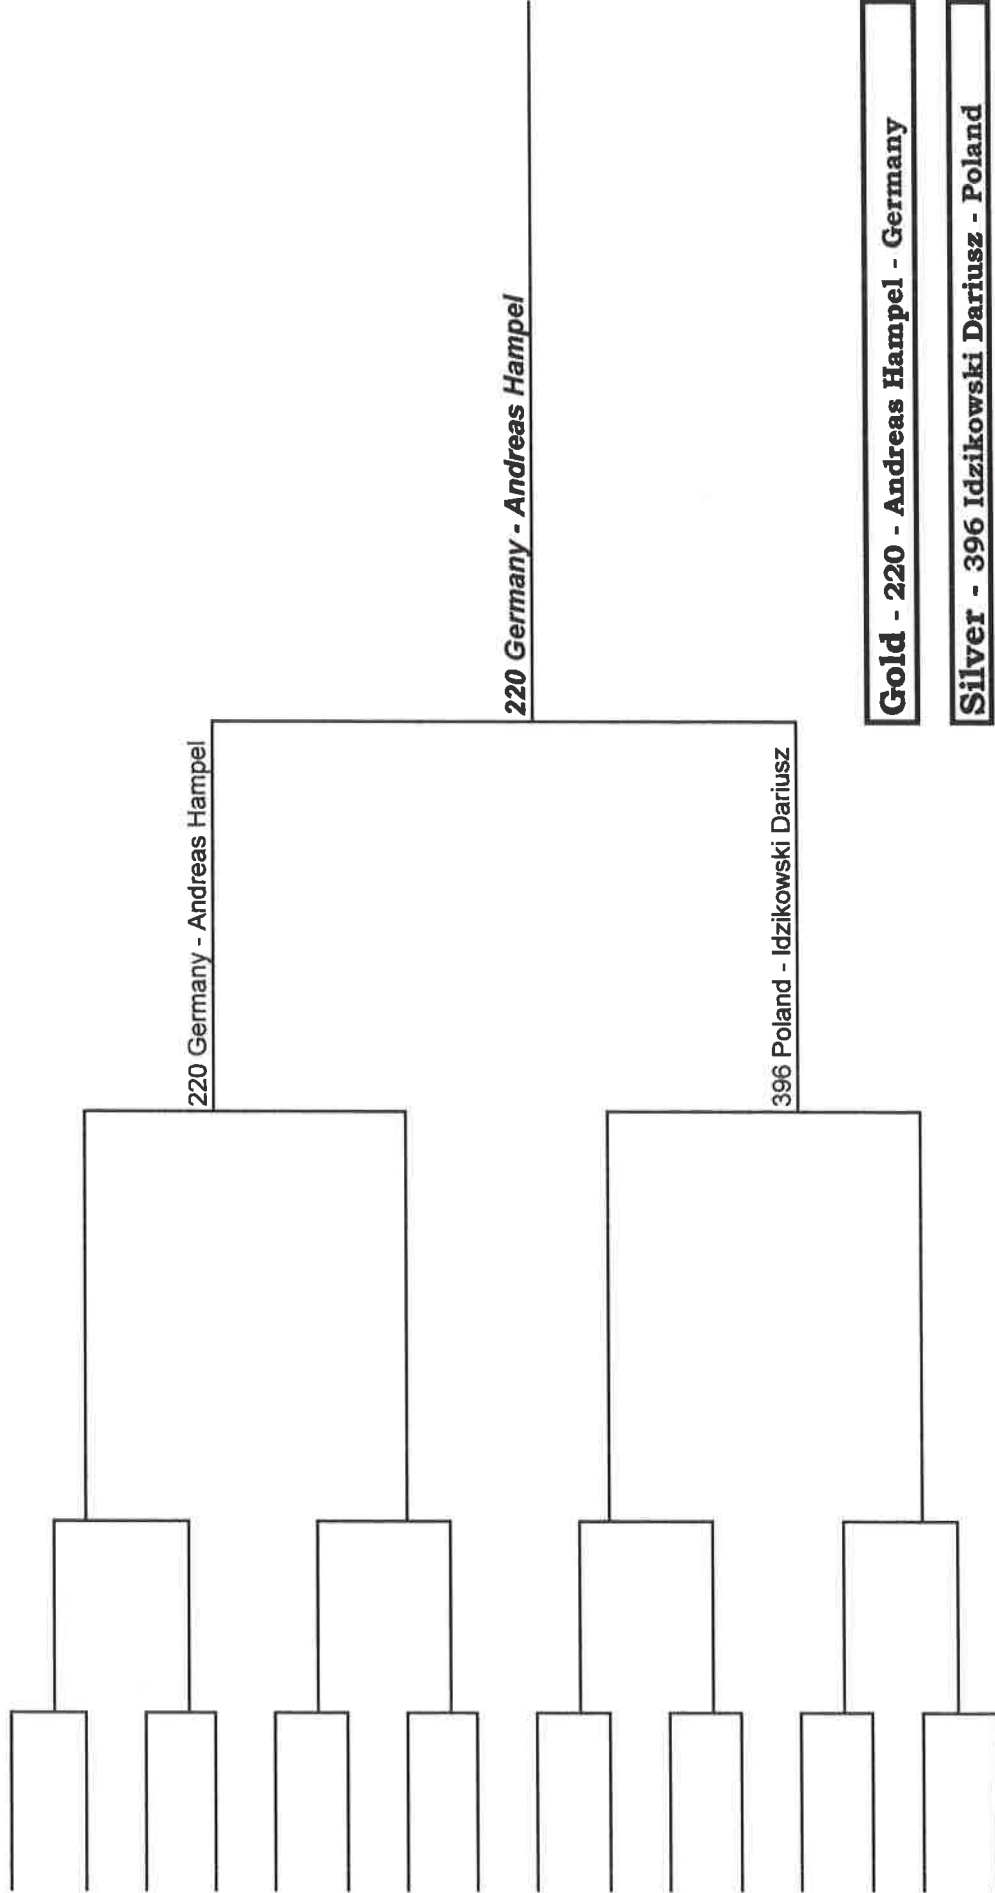 220 Germany - Andreas Hampel
220 Germany - Andreas Hampel
396 Poland - Idzikowski Dariusz
Gold - 220 - Andreas Hampel - Germany
Silver - 396 Idzikowski Dariusz - Poland